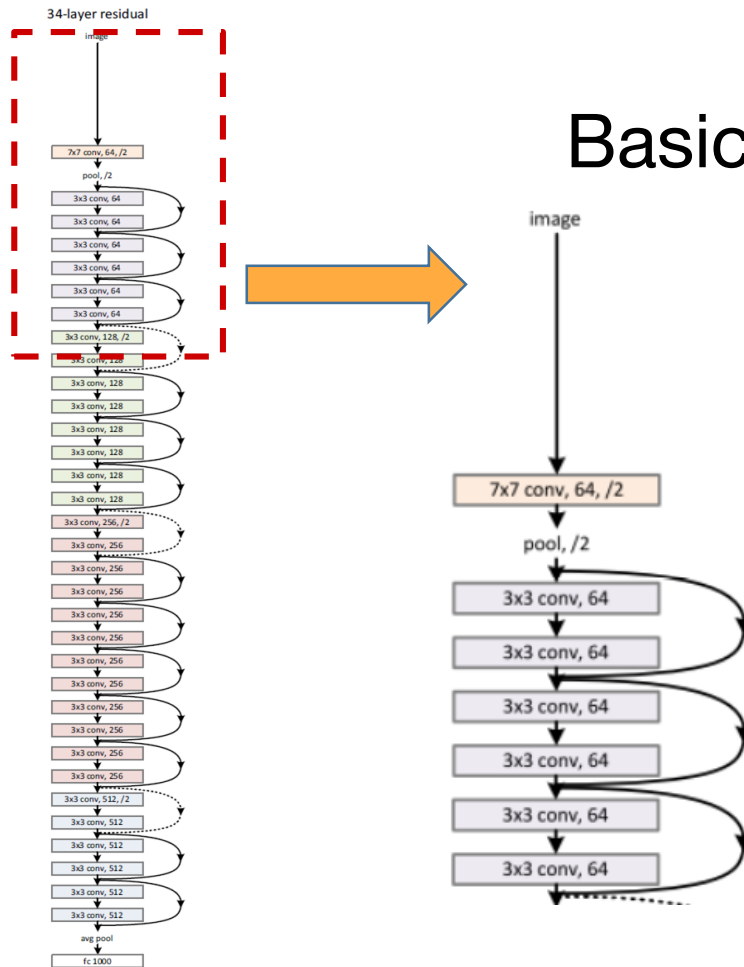 34-layer residual
image
7x7 conv, 64, /2
pool, /2
3x3 conv, 64
3x3 conv, 64
3x3 conv, 64
3x3 conv, 64
3x3 conv, 64
3x3 conv, 64
3x3 conv, 128, /2
3x3 conv, 128
3x3 conv, 128
3x3 conv, 128
3x3 conv, 128
3x3 conv, 128
3x3 conv, 128
3x3 conv, 128
3x3 conv, 256, /2
3x3 conv, 256
3x3 conv, 256
3x3 conv, 256
3x3 conv, 256
3x3 conv, 256
3x3 conv, 256
3x3 conv, 256
3x3 conv, 256
3x3 conv, 256
3x3 conv, 256
3x3 conv, 256
3x3 conv, 512, /2
3x3 conv, 512
3x3 conv, 512
3x3 conv, 512
3x3 conv, 512
3x3 conv, 512
avg pool
fc 1000
Basic
image
7x7 conv, 64, /2
pool, /2
3x3 conv, 64
3x3 conv, 64
3x3 conv, 64
3x3 conv, 64
3x3 conv, 64
3x3 conv, 64